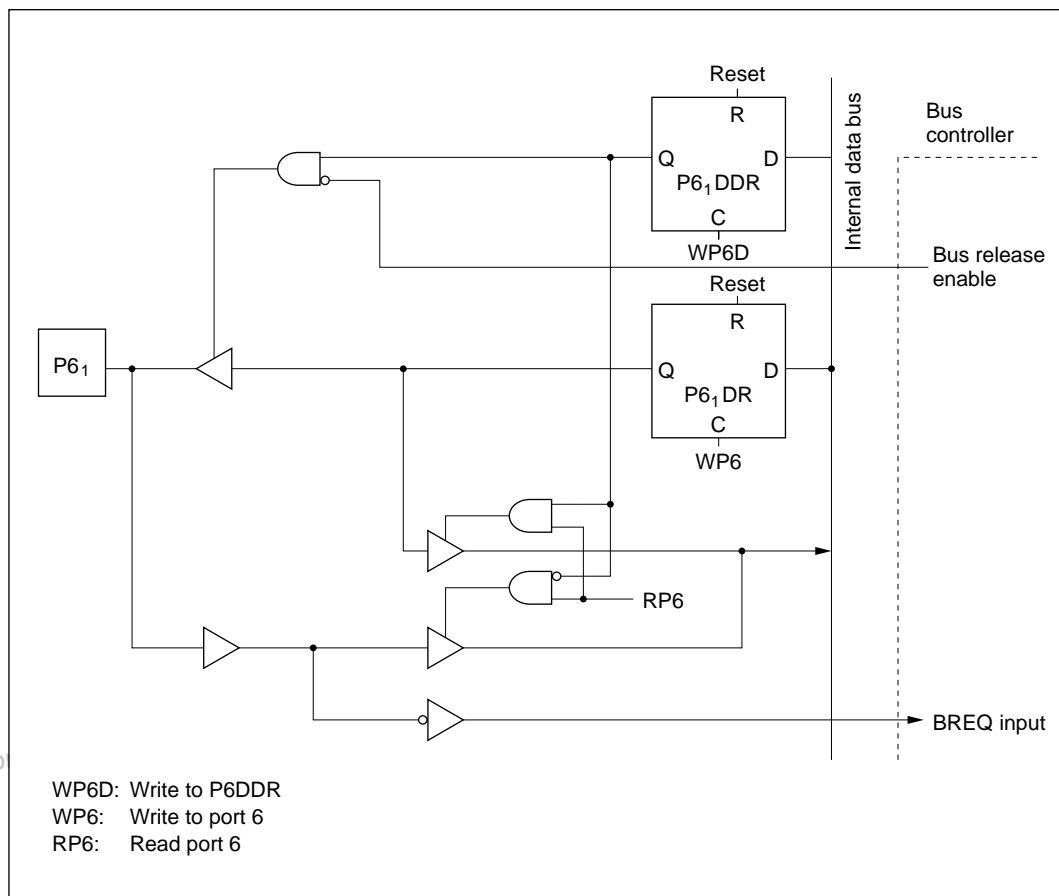 Reset
R
Q
D
P6₁DDR
C
WP6D
Internal data bus
Bus
controller
Bus release
enable
Reset
R
Q
D
P6₁DR
C
WP6
P6₁
RP6
BREQ input
WP6D: Write to P6DDR
WP6: Write to port 6
RP6: Read port 6